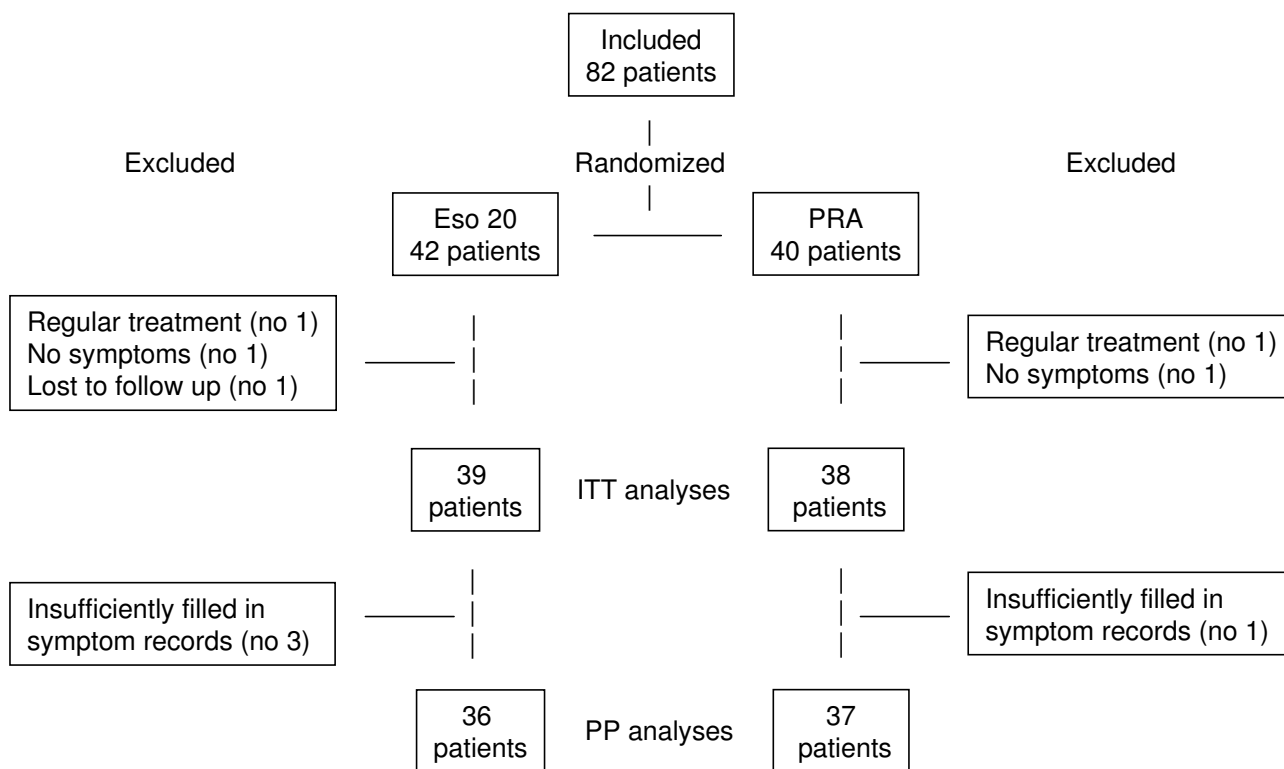 Included
82 patients
Excluded
Randomized
Excluded
Eso 20
42 patients
PRA
40 patients
Regular treatment (no 1)
No symptoms (no 1)
Lost to follow up (no 1)
Regular treatment (no 1)
No symptoms (no 1)
39
patients
ITT analyses
38
patients
Insufficiently filled in
symptom records (no 3)
Insufficiently filled in
symptom records (no 1)
36
patients
PP analyses
37
patients